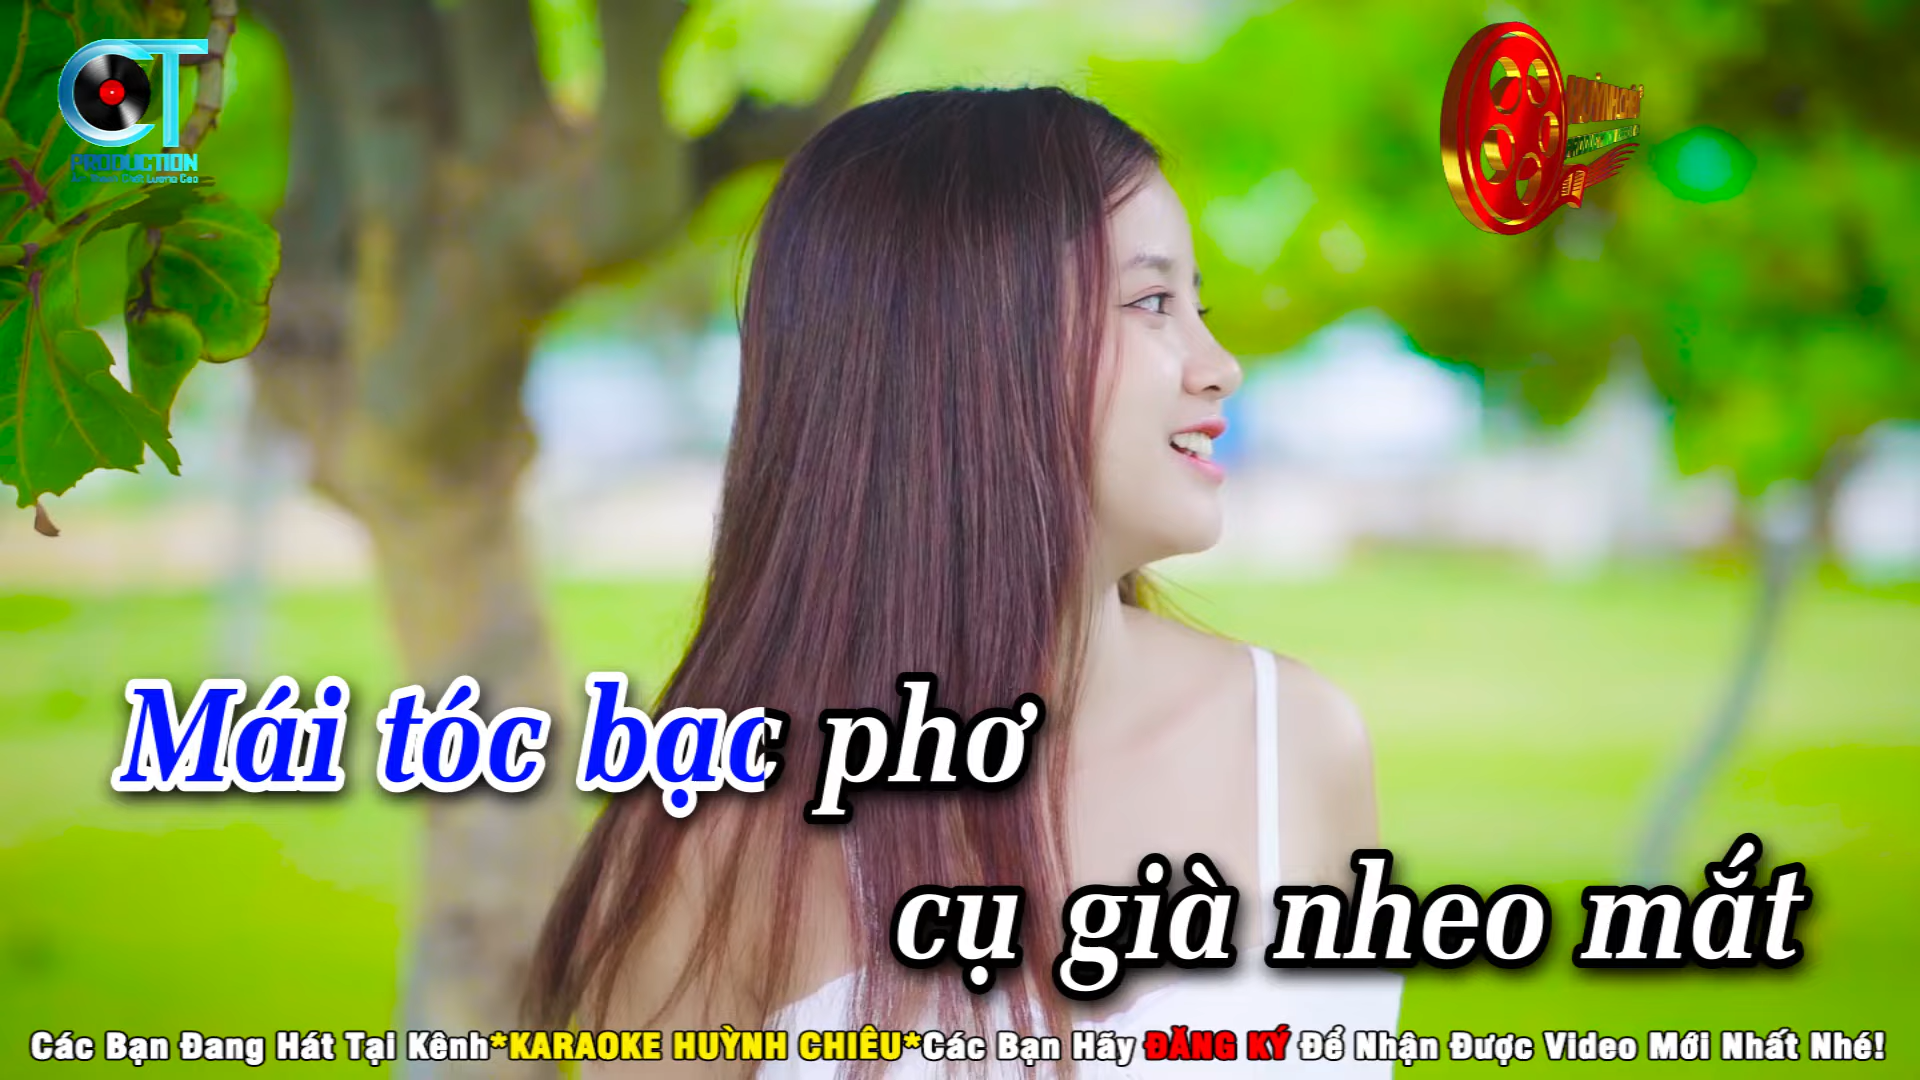 CT
PRODUCTION
Mái tóc bạc phơ
cụ già nheo mắt
Các Bạn Đang Hát Tại Kênh*KARAOKE HUỲNH CHIÊU*Các Bạn Hãy ĐĂNG KÝ Để Nhận Được Video Mới Nhất Nhé!